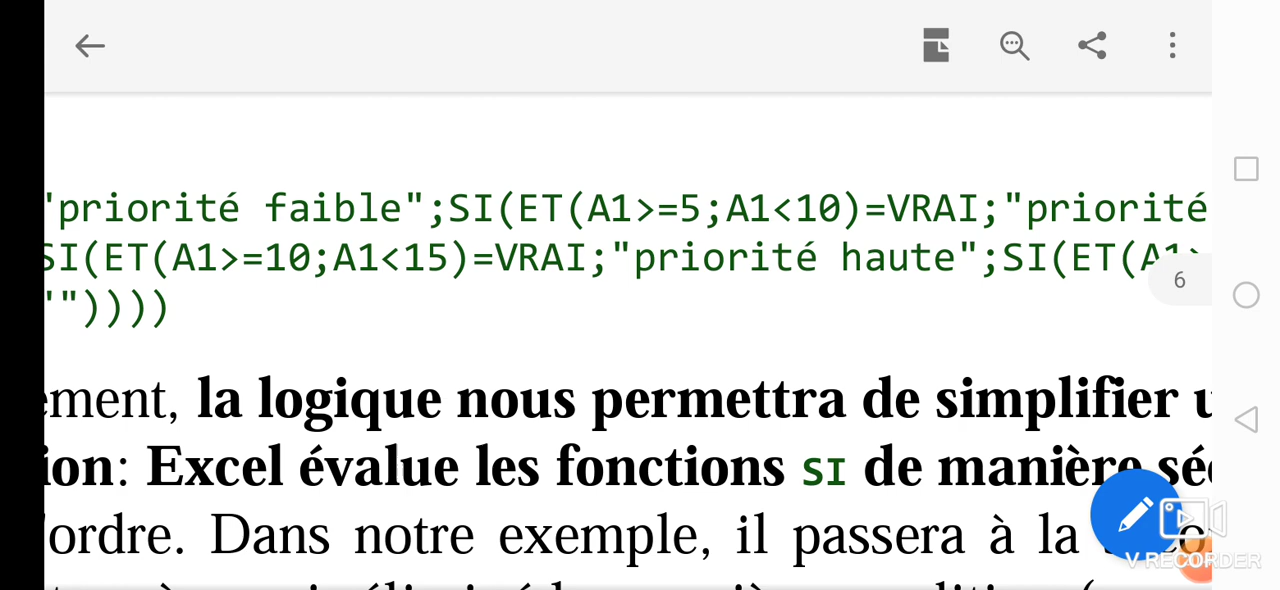 "priorité faible";SI(ET(A1>=5;A1<10)=VRAI;"priorité
SI(ET(A1>=10;A1<15)=VRAI;"priorité haute";SI(ET(A1>
6
"))))
ement, la logique nous permettra de simplifier
ion: Excel évalue les fonctions SI de manière
l'ordre. Dans notre exemple, il passera à la
V RECORDER